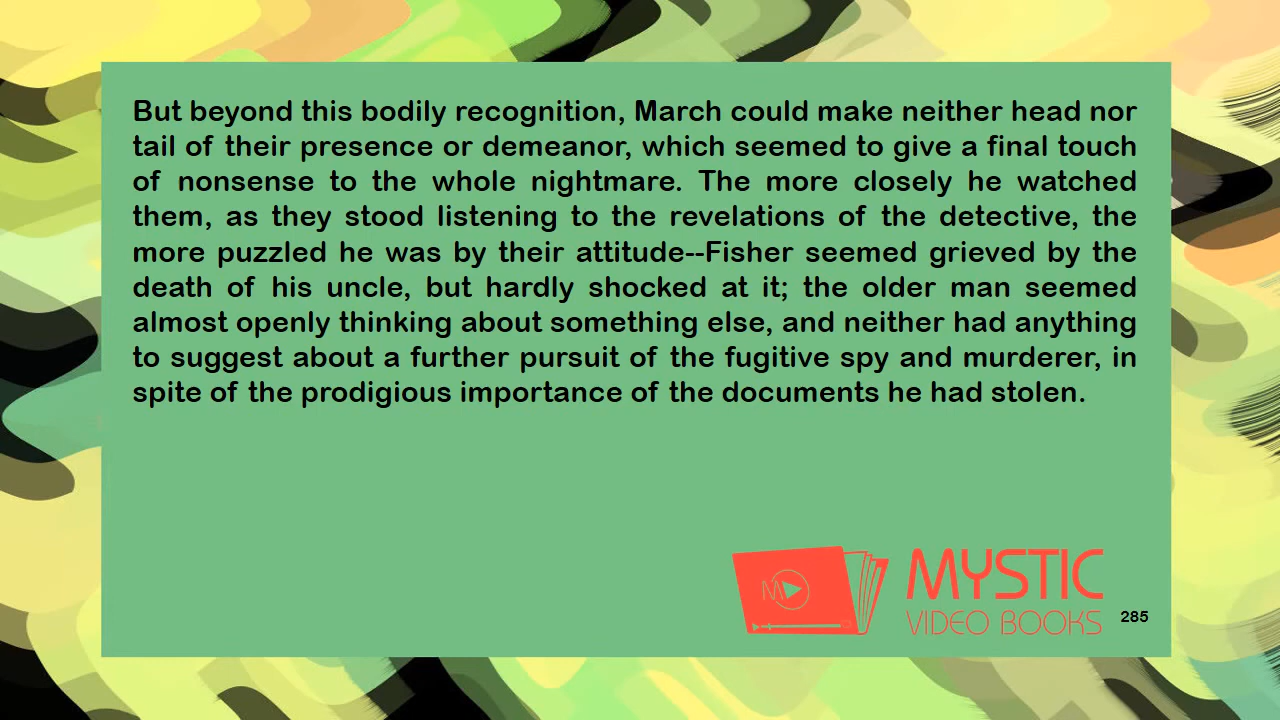 But beyond this bodily recognition, March could make neither head nor
tail of their presence or demeanor, which seemed to give a final touch
of nonsense to the whole nightmare. The more closely he watched
them, as they stood listening to the revelations of the detective, the
more puzzled he was by their attitude--Fisher seemed grieved by the
death of his uncle, but hardly shocked at it; the older man seemed
almost openly thinking about something else, and neither had anything
to suggest about a further pursuit of the fugitive spy and murderer, in
spite of the prodigious importance of the documents he had stolen.
M
MYSTIC
VIDEO BOOKS
285